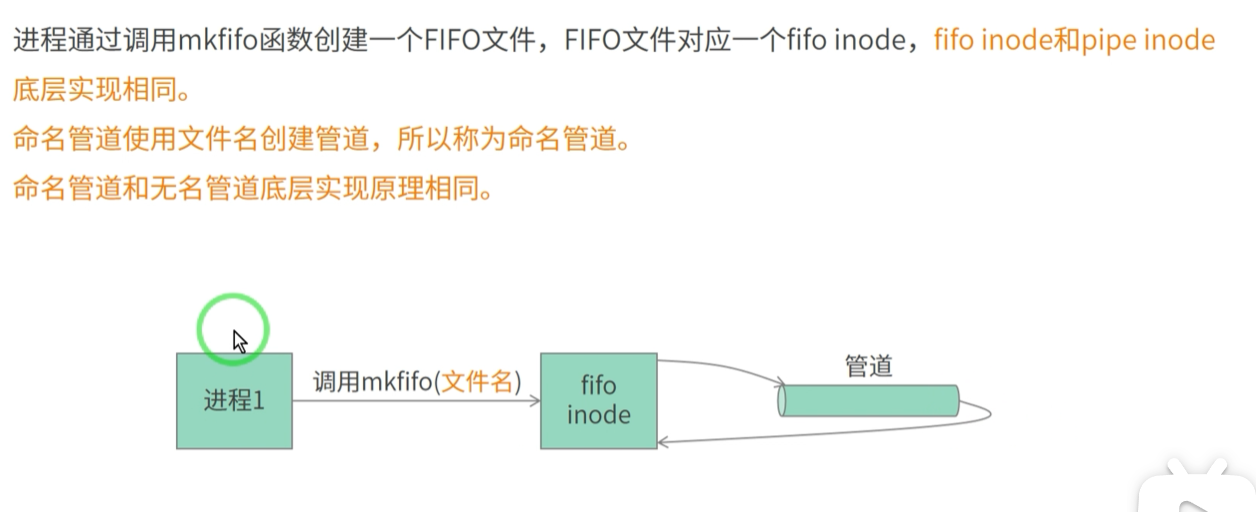 进程通过调用mkfifo函数创建一个FIFO文件，FIFO文件对应一个fifo inode，fifo inode和pipe inode
底层实现相同。
命名管道使用文件名创建管道，所以称为命名管道。
命名管道和无名管道底层实现原理相同。
进程1
调用mkfifo(文件名)
fifo
inode
管道